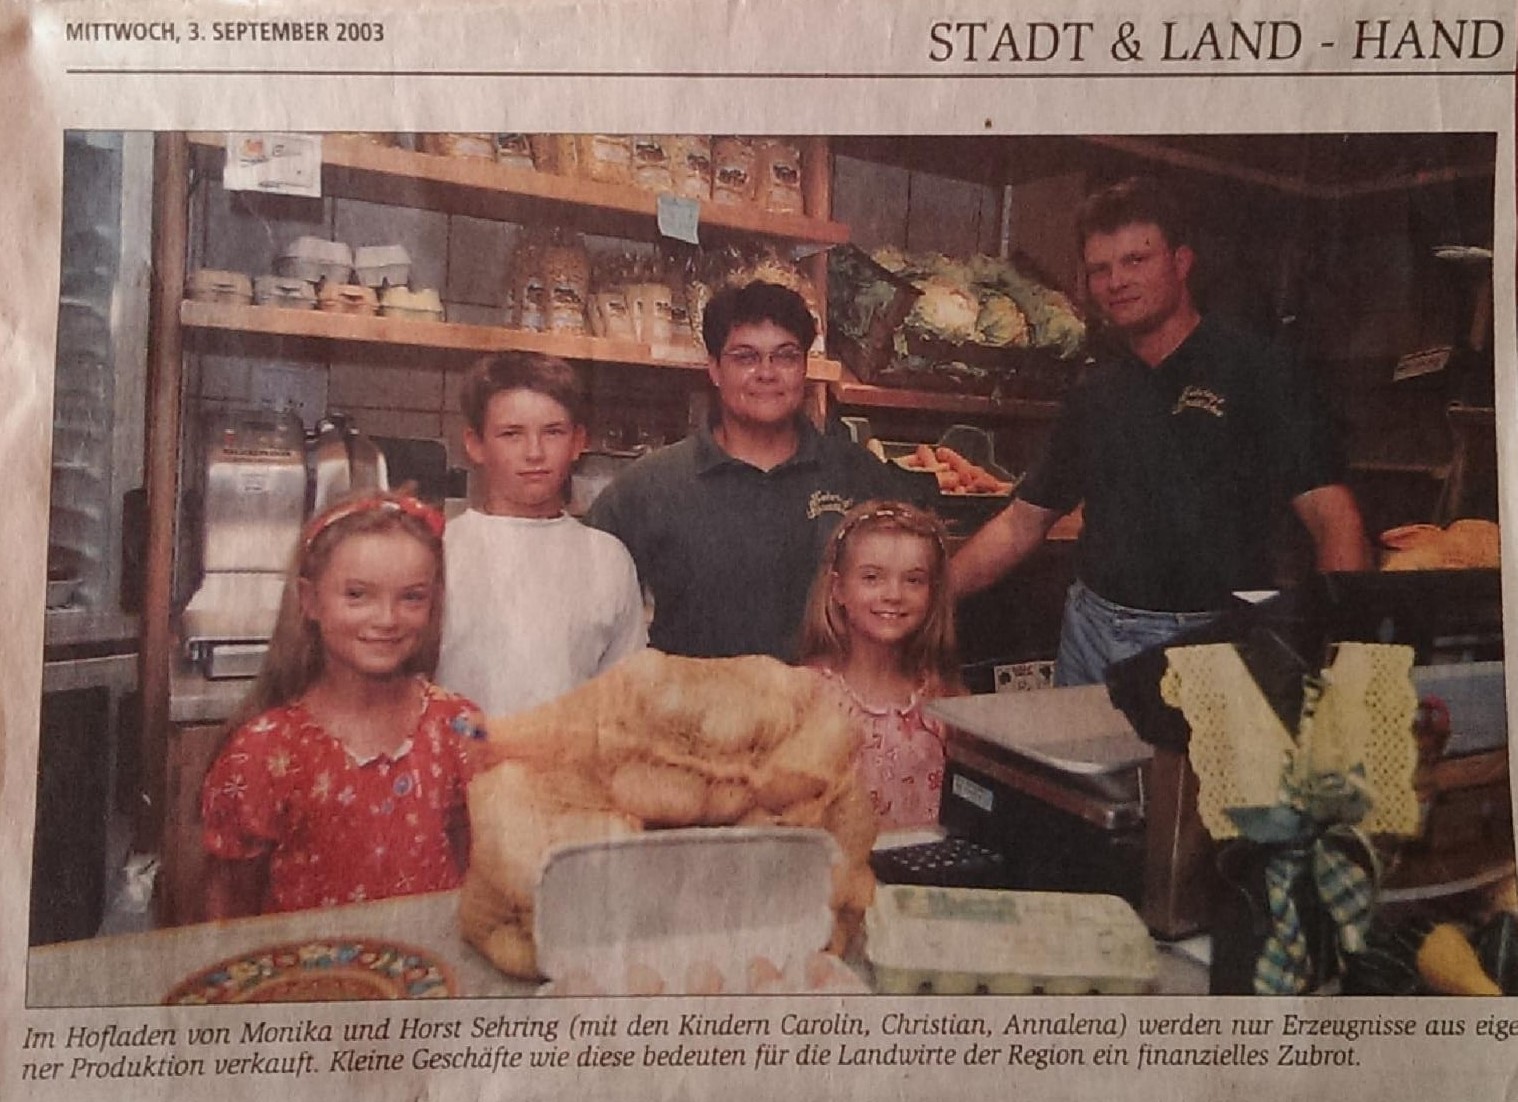 MITTWOCH, 3. SEPTEMBER 2003
STADT & LAND - HAND
Im Hofladen von Monika und Horst Sehring (mit den Kindern Carolin, Christian, Annalena) werden nur Erzeugnisse aus eige
ner Produktion verkauft. Kleine Geschäfte wie diese bedeuten für die Landwirte der Region ein finanzielles Zubrot.